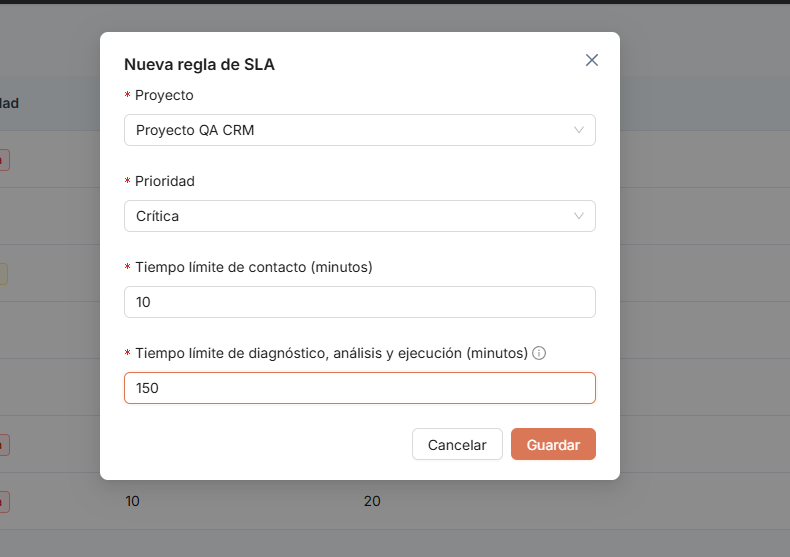 Nueva regla de SLA
* Proyecto
Proyecto QA CRM
* Prioridad
Crítica
* Tiempo límite de contacto (minutos)
10
* Tiempo límite de diagnóstico, análisis y ejecución (minutos)
150
Cancelar
Guardar
10
20